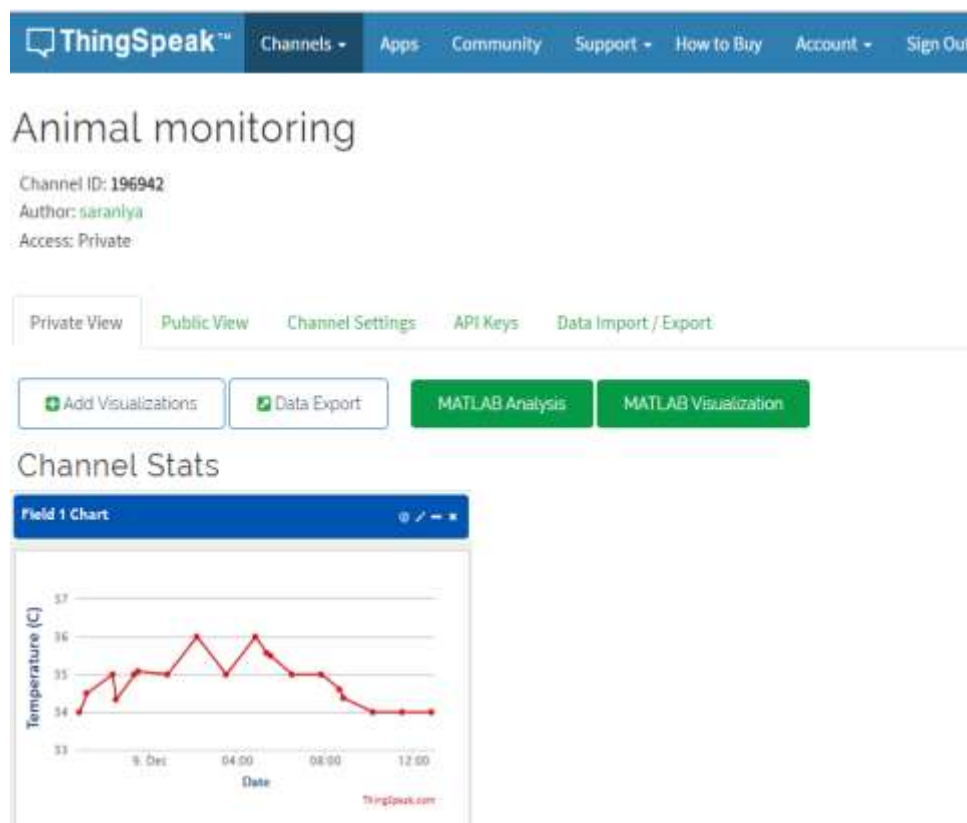 ThingSpeak™ Channels Apps Community Support How to Buy Account Sign Out
Animal monitoring
Channel ID: 196942
Author: saraniya
Access: Private
Private View Public View Channel Settings API Keys Data Import / Export
Add Visualizations Data Export MATLAB Analysis MATLAB Visualization
Channel Stats
Field 1 Chart
Temperature (C)
37
36
35
34
33
9. Dec 04:00 08:00 12:00
Date
ThingSpeak.com